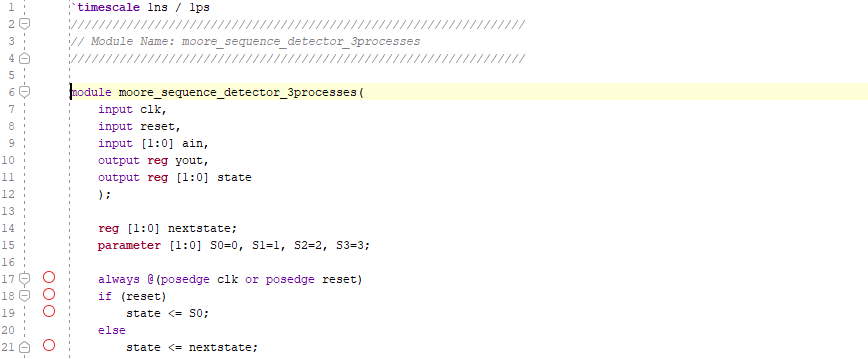 1 `timescale 1ns / 1ps
2 /////////////////////////////////////////////////////////////////
3 // Module Name: moore_sequence_detector_3processes
4 /////////////////////////////////////////////////////////////////
5
6 module moore_sequence_detector_3processes(
7 input clk,
8 input reset,
9 input [1:0] ain,
10 output reg yout,
11 output reg [1:0] state
12 );
13
14 reg [1:0] nextstate;
15 parameter [1:0] S0=0, S1=1, S2=2, S3=3;
16
17 always @(posedge clk or posedge reset)
18 if (reset)
19 state <= S0;
20 else
21 state <= nextstate;